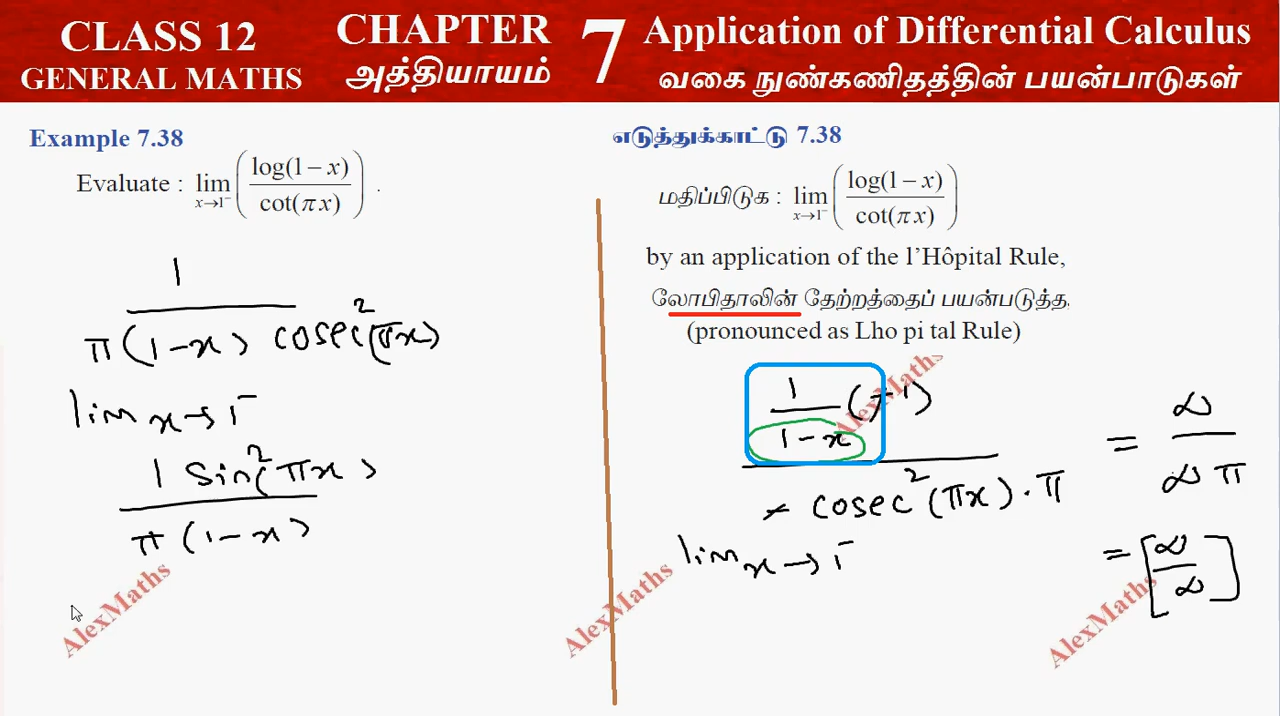 CLASS 12
GENERAL MATHS
CHAPTER
அத்தியாயம்
7
Application of Differential Calculus
வகை நுண்கணிதத்தின் பயன்பாடுகள்
Example 7.38
Evaluate : lim x→1⁻ ( log(1 − x) / cot(πx) ) .
1 / π(1-x) cosec²(πx)
lim x→1⁻
1 sin²(πx) / π(1-x)
AlexMaths
எடுத்துக்காட்டு 7.38
மதிப்பிடுக : lim x→1⁻ ( log(1 − x) / cot(πx) )
by an application of the l’Hôpital Rule,
லோபிதாலின் தேற்றத்தைப் பயன்படுத்த.
(pronounced as Lho pi tal Rule)
AlexMaths
1 / 1-x (-1) / - cosec²(πx) . π
= ∞ / ∞ π
lim x→1⁻
= [∞ / ∞]
AlexMaths
AlexMaths